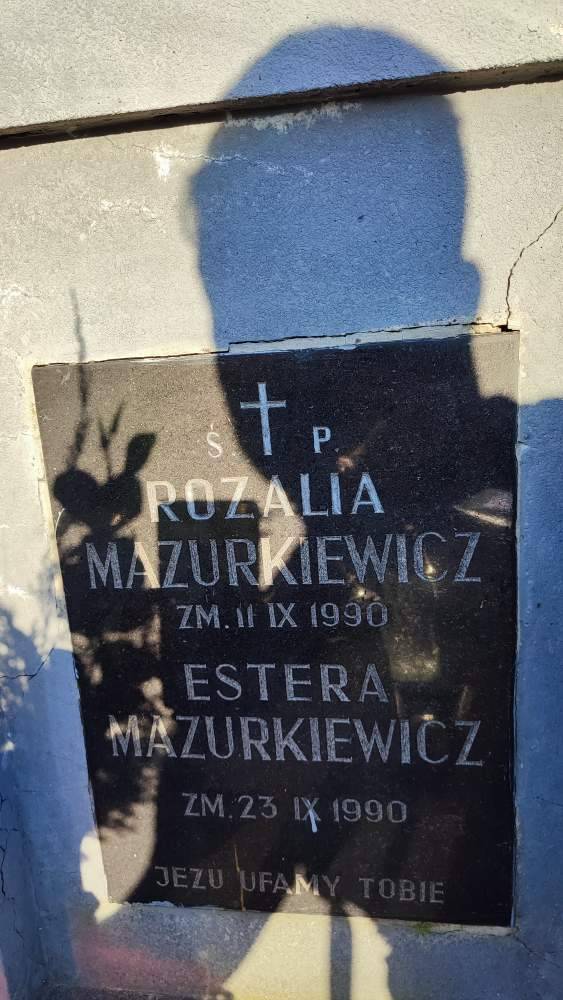 Ś. P.
ROZALIA
MAZURKIEWICZ
ZM. 11 IX 1990
ESTERA
MAZURKIEWICZ
ZM. 23 IX 1990
JEZU UFAMY TOBIE